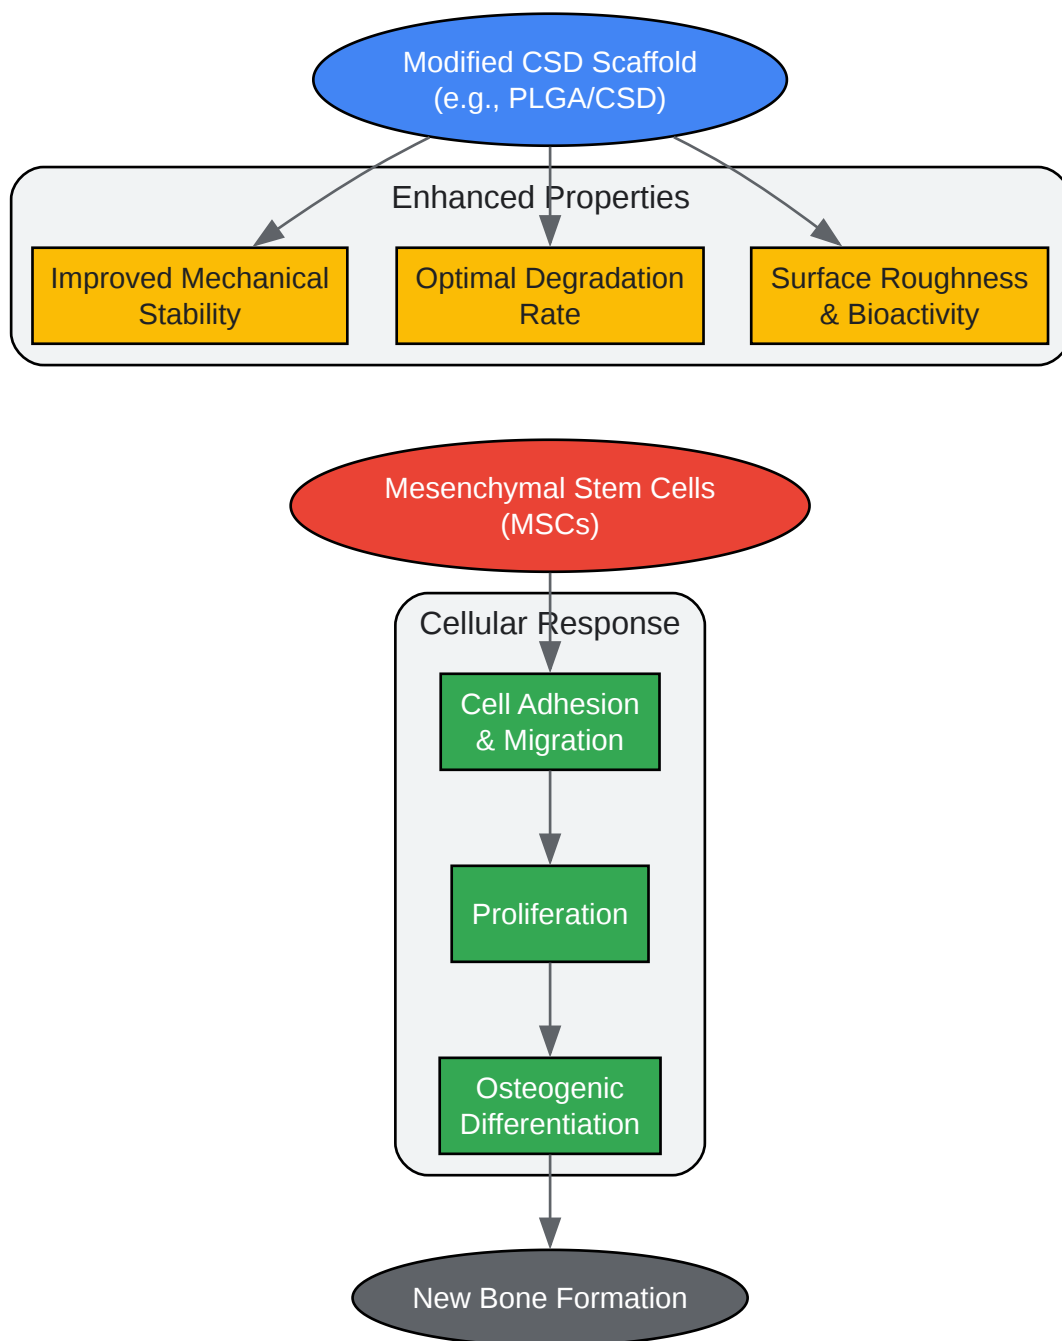 Modified CSD Scaffold
(e.g., PLGA/CSD)
Enhanced Properties
Improved Mechanical
Stability
Optimal Degradation
Rate
Surface Roughness
& Bioactivity
Mesenchymal Stem Cells
(MSCs)
Cellular Response
Cell Adhesion
& Migration
Proliferation
Osteogenic
Differentiation
New Bone Formation